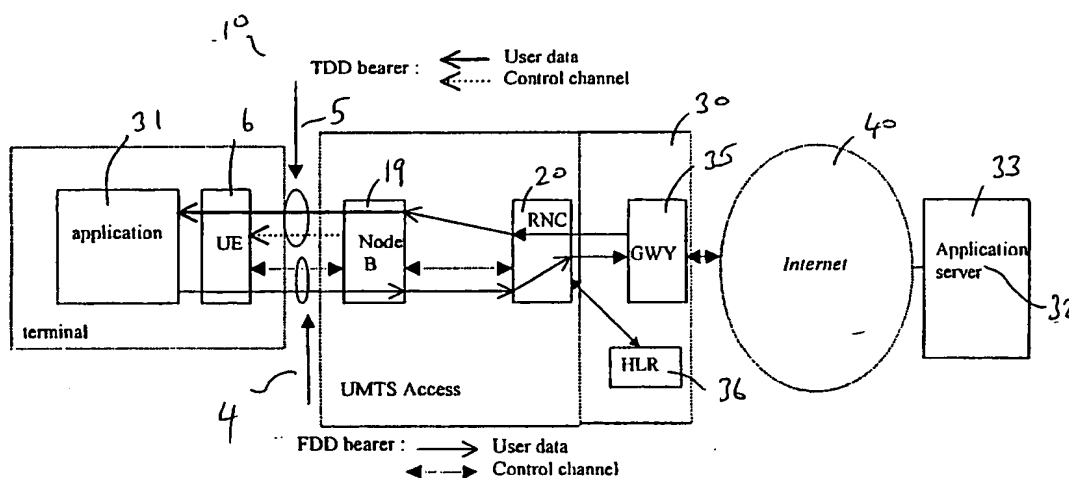 10
TDD bearer :
User data
Control channel
31
6
5
30
40
19
35
33
20
application
UE
Node
B
RNC
GWY
Internet
Application
server
32
terminal
HLR
36
4
UMTS Access
FDD bearer :
User data
Control channel